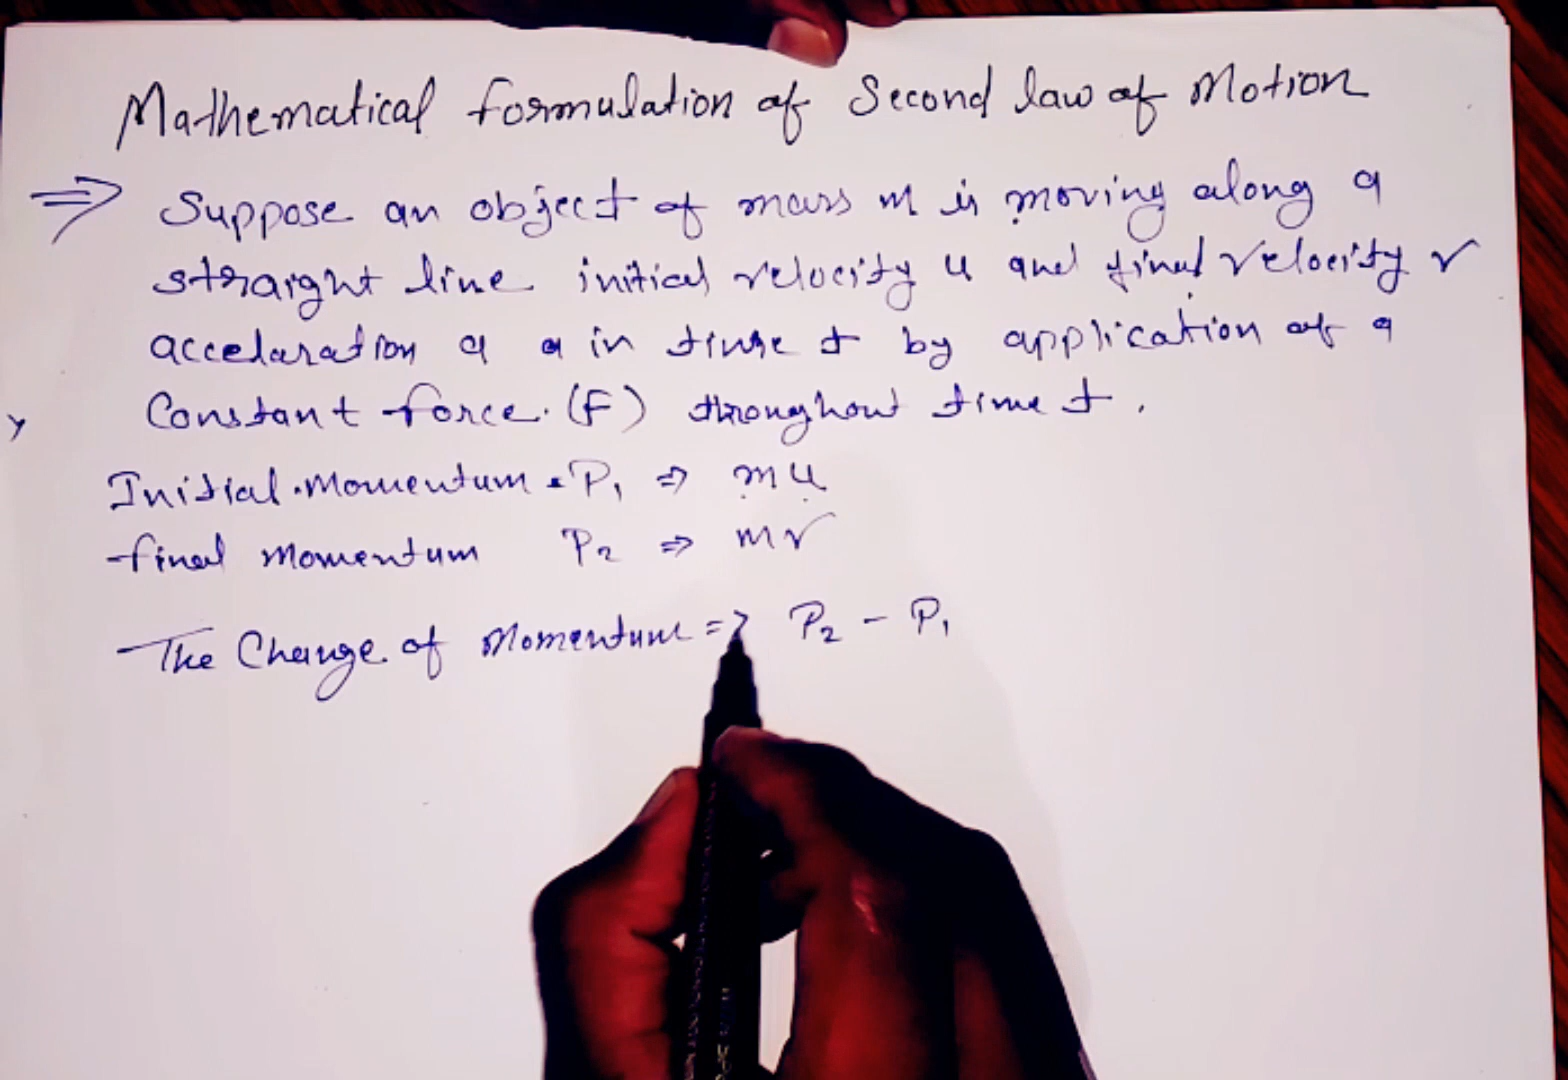 Mathematical formulation of Second law of Motion
⇒ Suppose an object of mass m is moving along a
straight line initial velocity u and final velocity v
accelaration a a in time t by application of a
Constant force. (F) throughout time t.
Initial Momentum = P₁ ⇒ mu
final momentum P₂ ⇒ mv
The Change of Momentum => P₂ - P₁